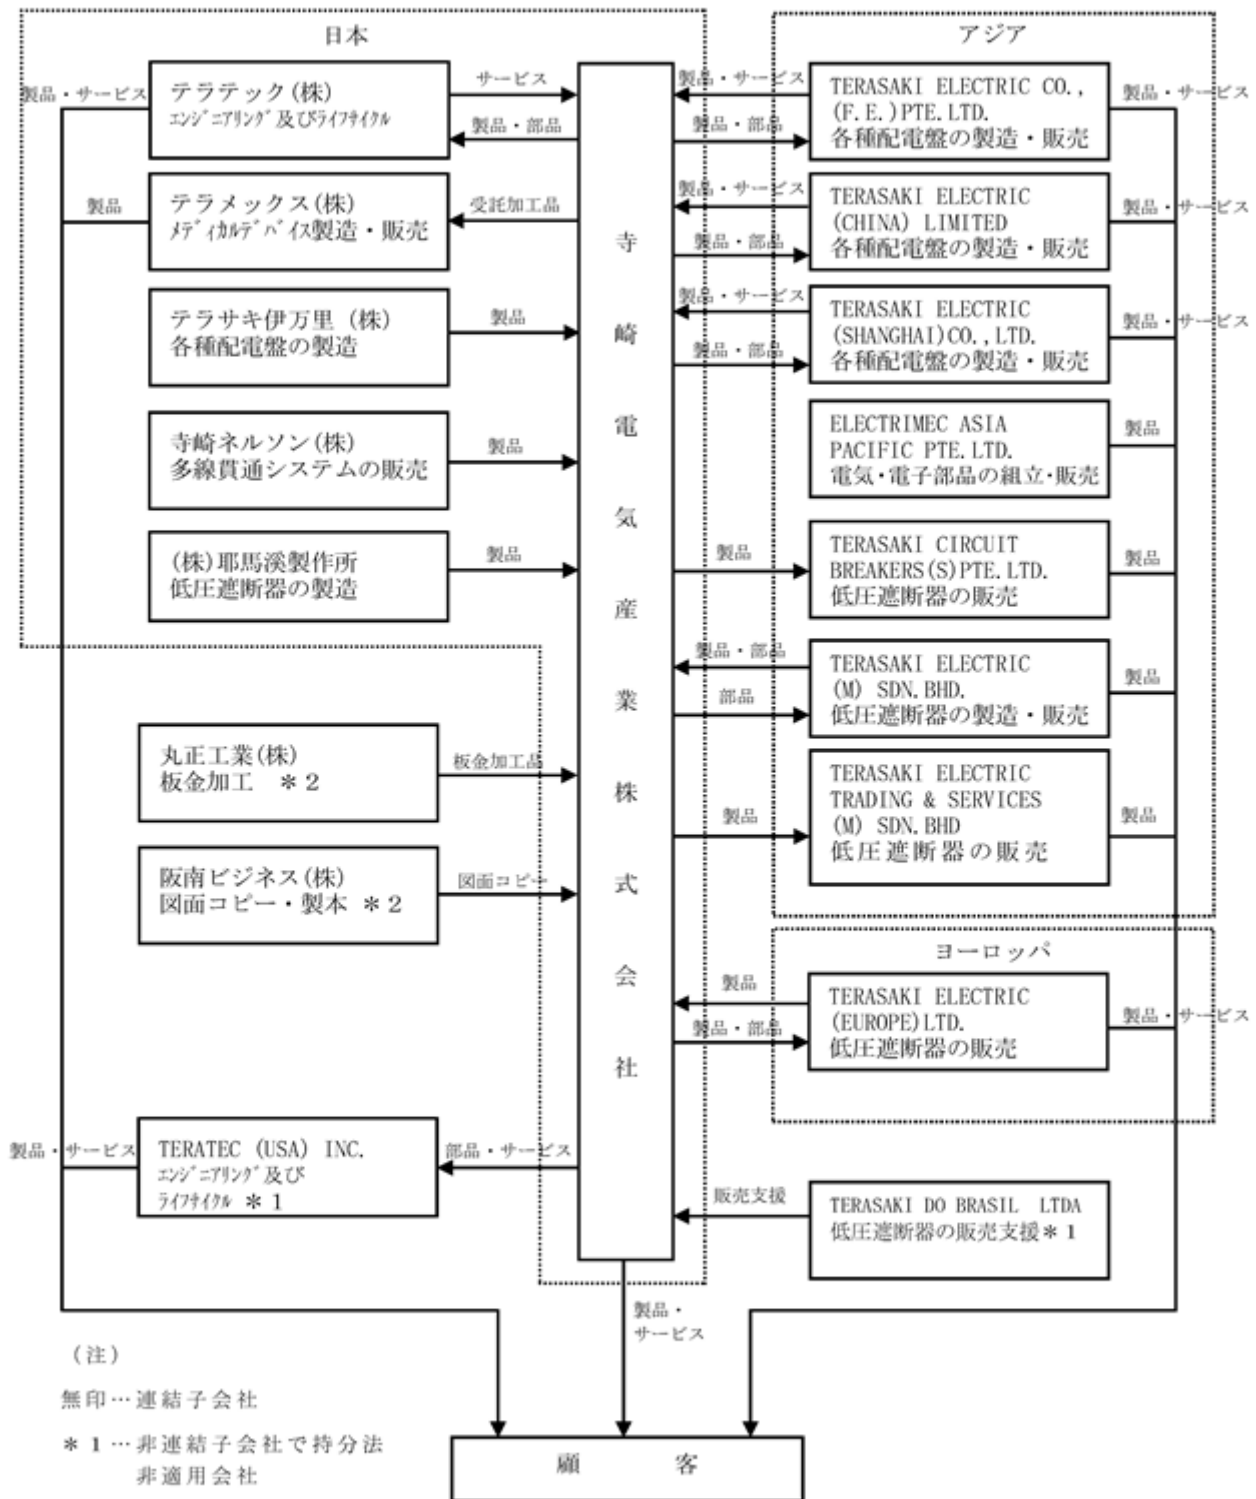 日本
製品・サービス
テラテック(株)
エンジニアリング及びライフサイクル
サービス
製品・部品
製品
テラメックス(株)
メディカルデバイス製造・販売
受託加工品
テラサキ伊万里(株)
各種配電盤の製造
製品
寺崎ネルソン(株)
多線貫通システムの販売
製品
(株)耶馬溪製作所
低圧遮断器の製造
製品
丸正工業(株)
板金加工 *2
板金加工品
阪南ビジネス(株)
図面コピー・製本 *2
図面コピー
製品・サービス
TERATEC (USA) INC.
エンジニアリング及び
ライフサイクル *1
部品・サービス
寺崎電気産業株式会社
アジア
製品・サービス
製品・部品
TERASAKI ELECTRIC CO.,
(F.E.)PTE.LTD.
各種配電盤の製造・販売
製品・サービス
製品・サービス
製品・部品
TERASAKI ELECTRIC
(CHINA) LIMITED
各種配電盤の製造・販売
製品・サービス
製品・サービス
製品・部品
TERASAKI ELECTRIC
(SHANGHAI)CO.,LTD.
各種配電盤の製造・販売
製品・サービス
ELECTRIMEC ASIA
PACIFIC PTE.LTD.
電気・電子部品の組立・販売
製品
製品
TERASAKI CIRCUIT
BREAKERS(S)PTE.LTD.
低圧遮断器の販売
製品
製品・部品
部品
TERASAKI ELECTRIC
(M) SDN.BHD.
低圧遮断器の製造・販売
製品
製品
TERASAKI ELECTRIC
TRADING & SERVICES
(M) SDN.BHD
低圧遮断器の販売
製品
ヨーロッパ
製品
製品・部品
TERASAKI ELECTRIC
(EUROPE)LTD.
低圧遮断器の販売
製品・サービス
販売支援
TERASAKI DO BRASIL LTDA
低圧遮断器の販売支援*1
製品・
サービス
(注)
無印…連結子会社
*1…非連結子会社で持分法
非適用会社
顧 客